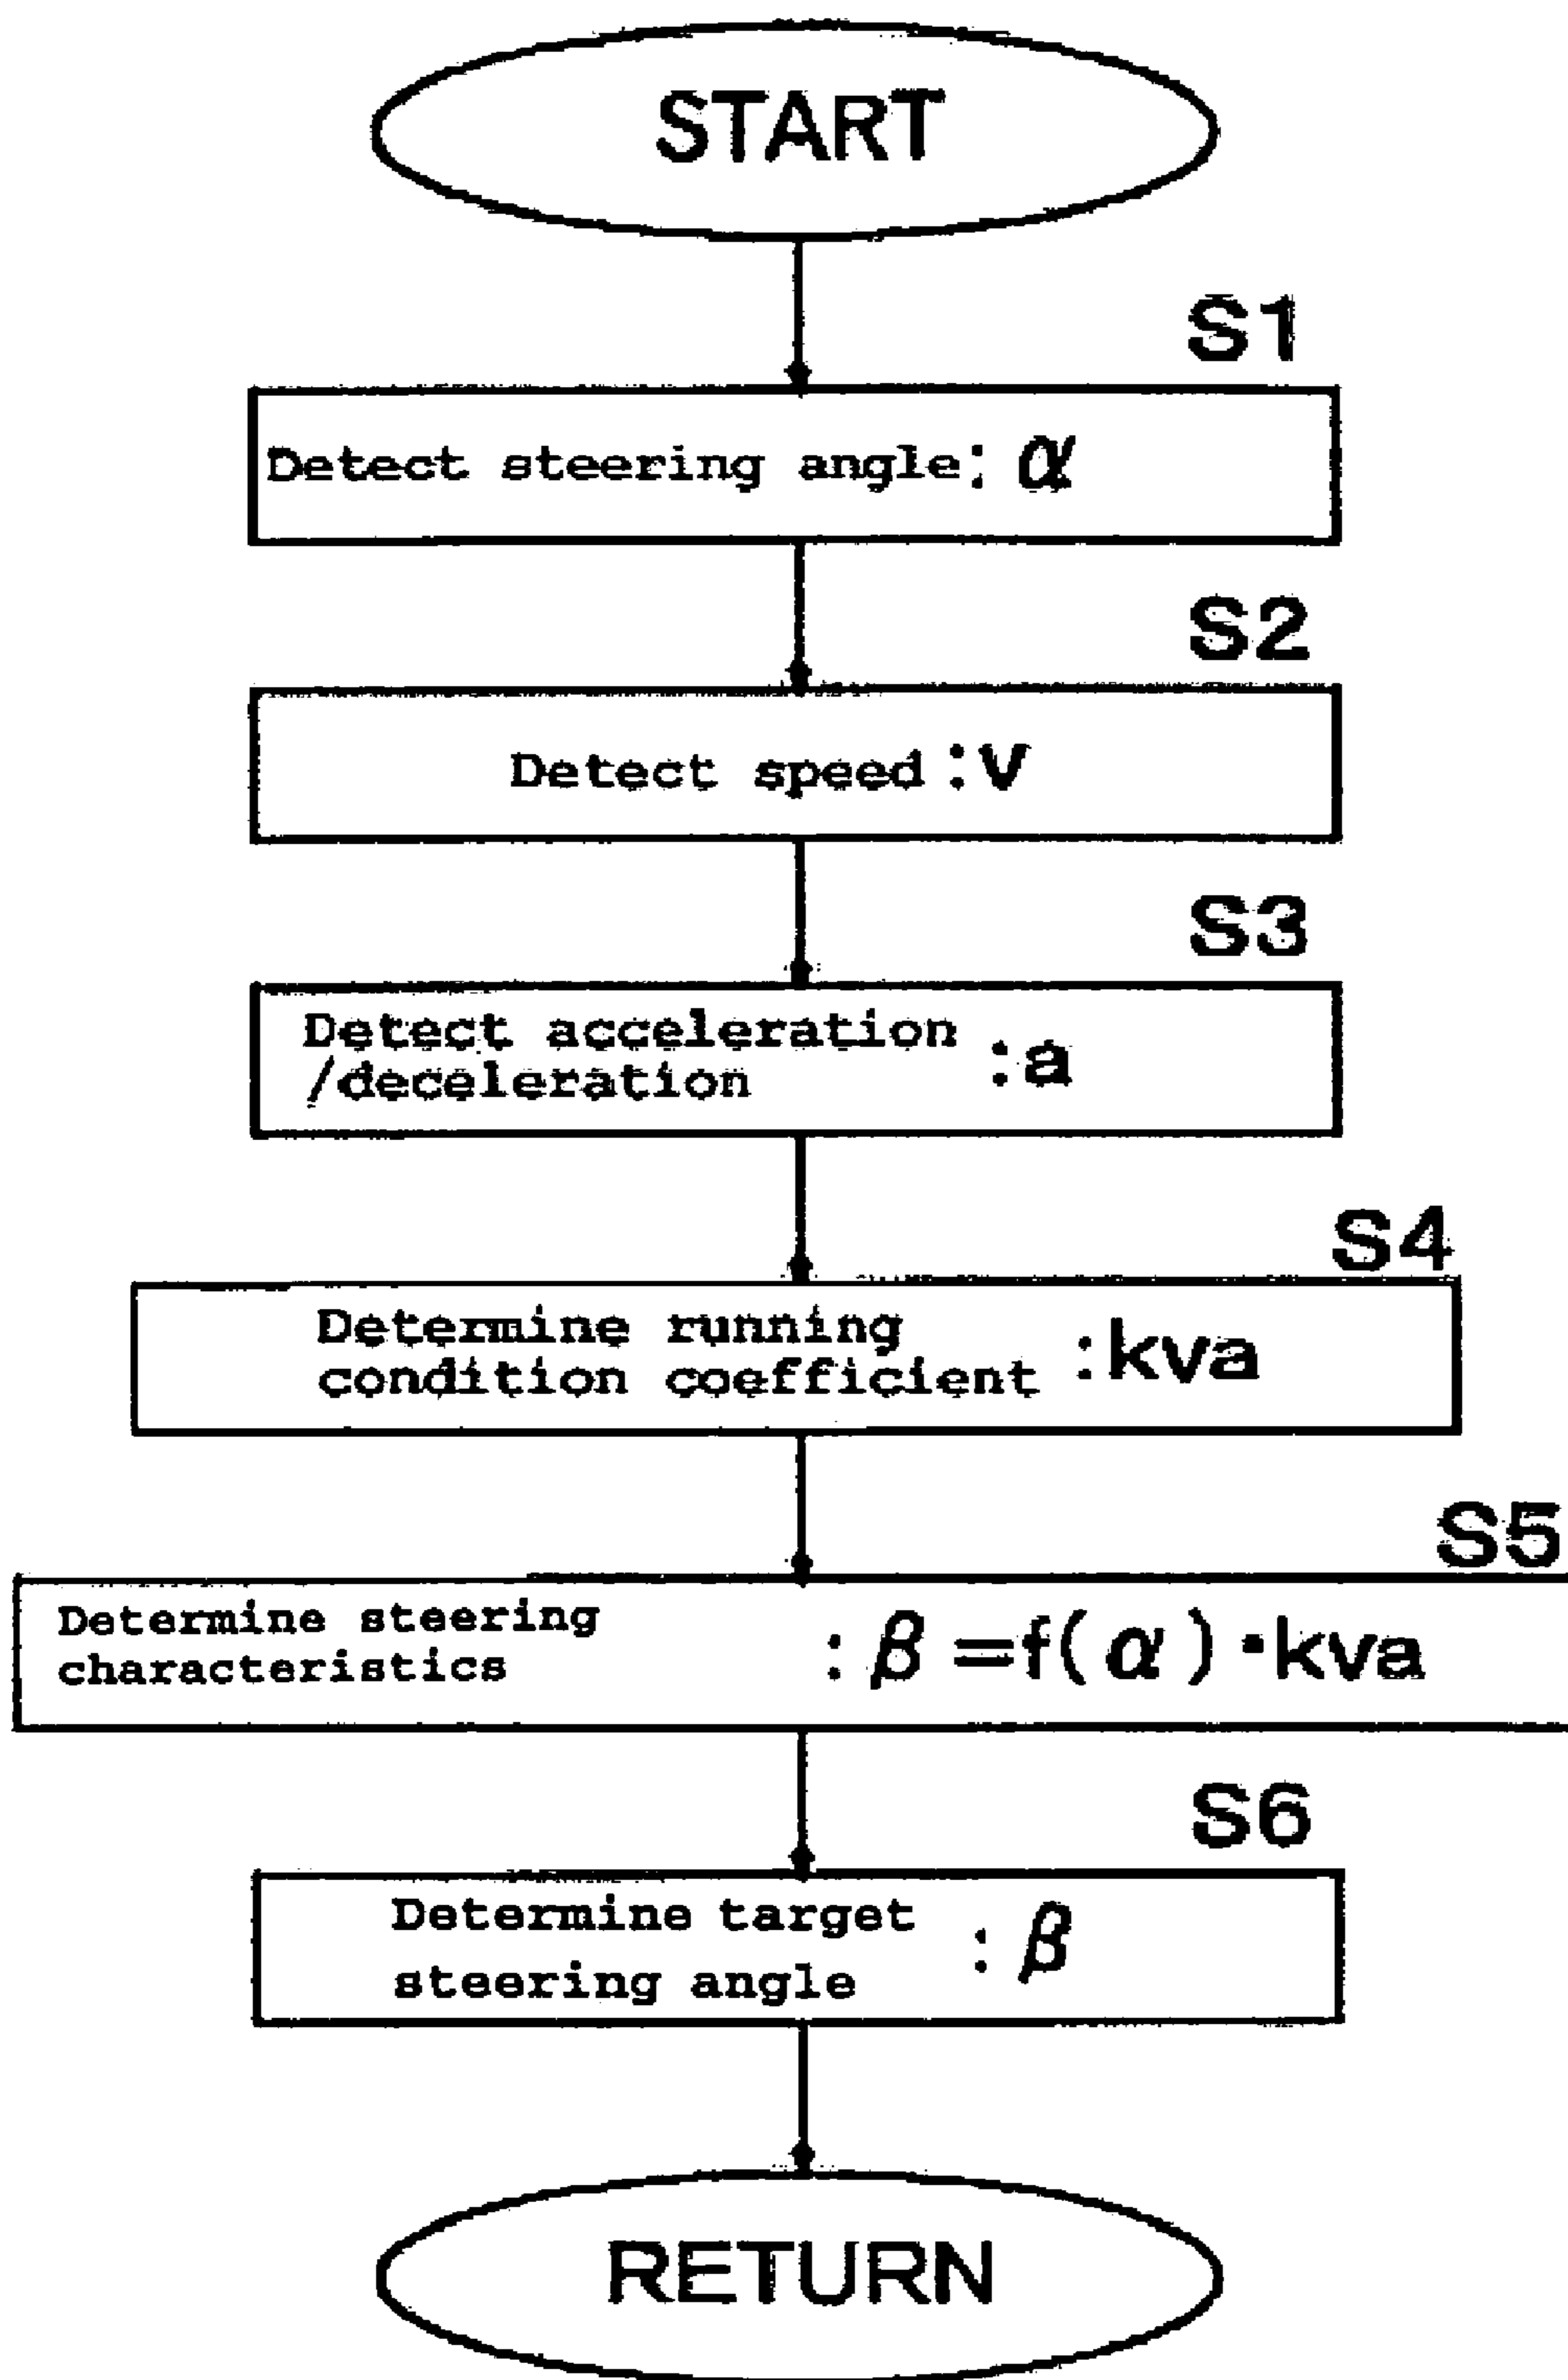 START
S1
Detect steering angle: α
S2
Detect speed :v
S3
Detect acceleration
/deceleration :a
S4
Determine running
condition coefficient :kva
S5
Determine steering
characteristics : β=f(α)·kva
S6
Determine target
steering angle : β
RETURN